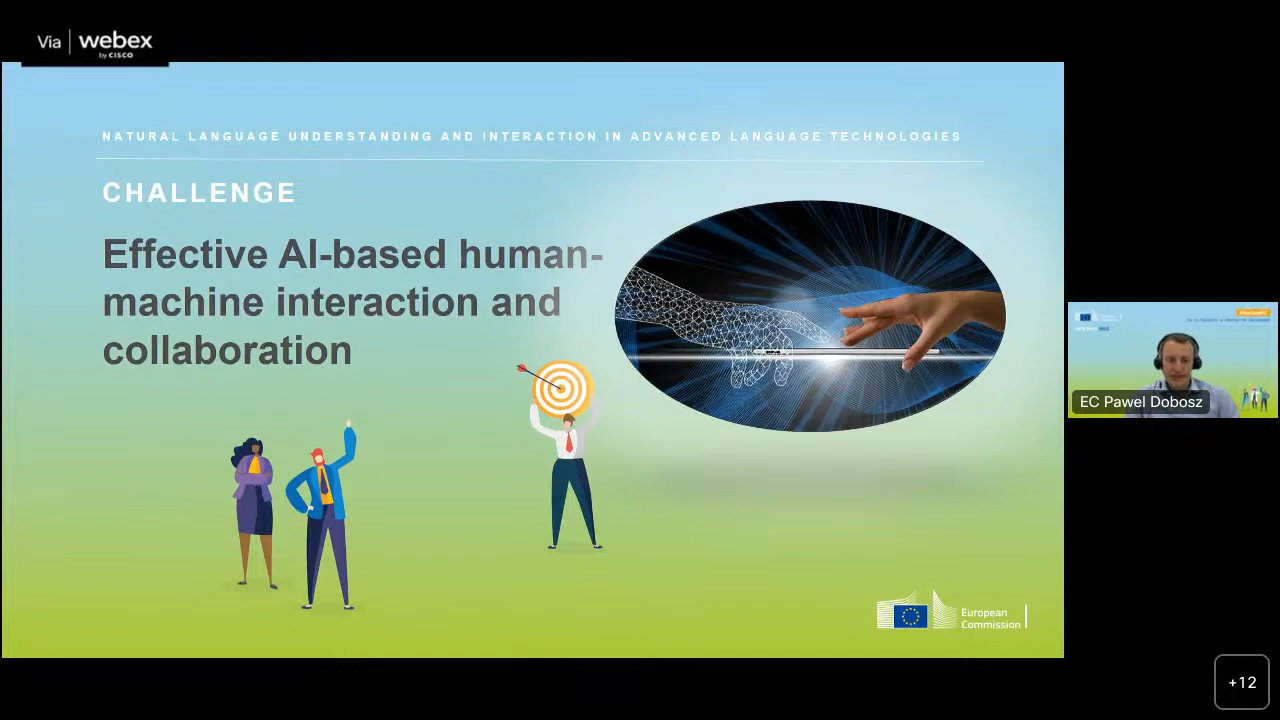 Via webex
by CISCO
NATURAL LANGUAGE UNDERSTANDING AND INTERACTION IN ADVANCED LANGUAGE TECHNOLOGIES
CHALLENGE
Effective AI-based human-
machine interaction and
collaboration
European
Commission
EC Pawel Dobosz
+12